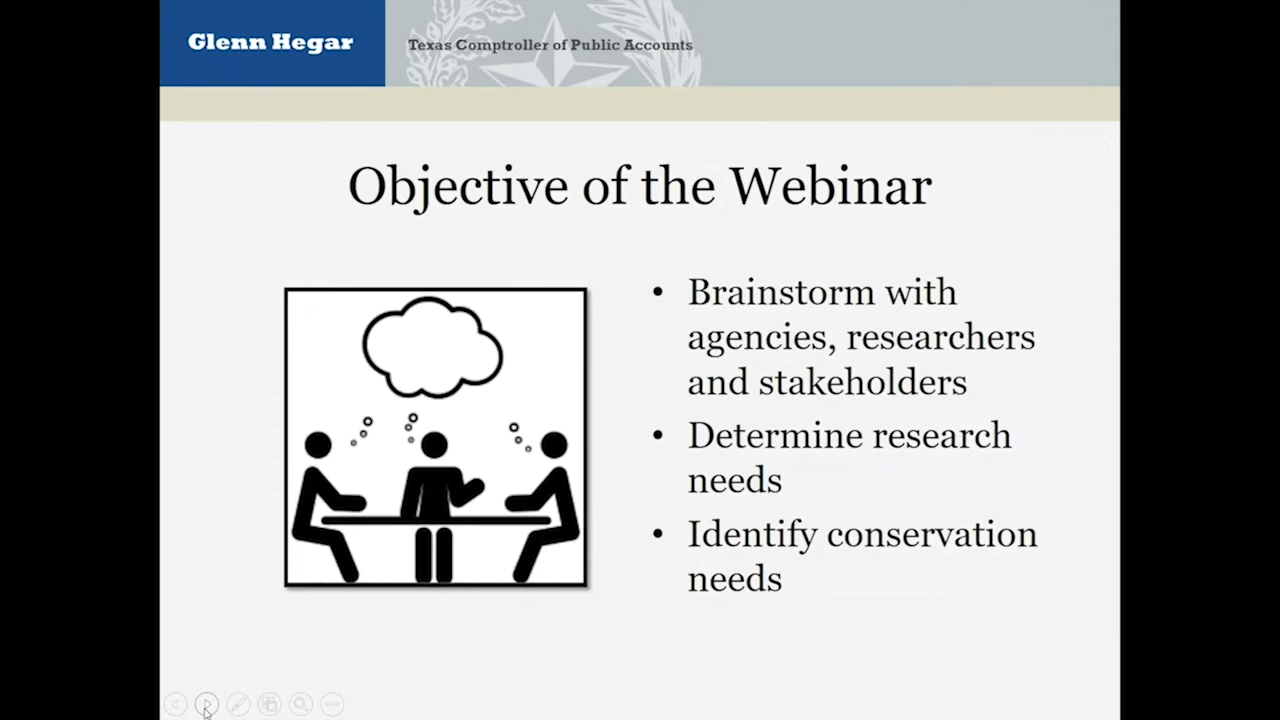 Glenn Hegar
Texas Comptroller of Public Accounts
Objective of the Webinar
• Brainstorm with
agencies, researchers
and stakeholders
• Determine research
needs
• Identify conservation
needs